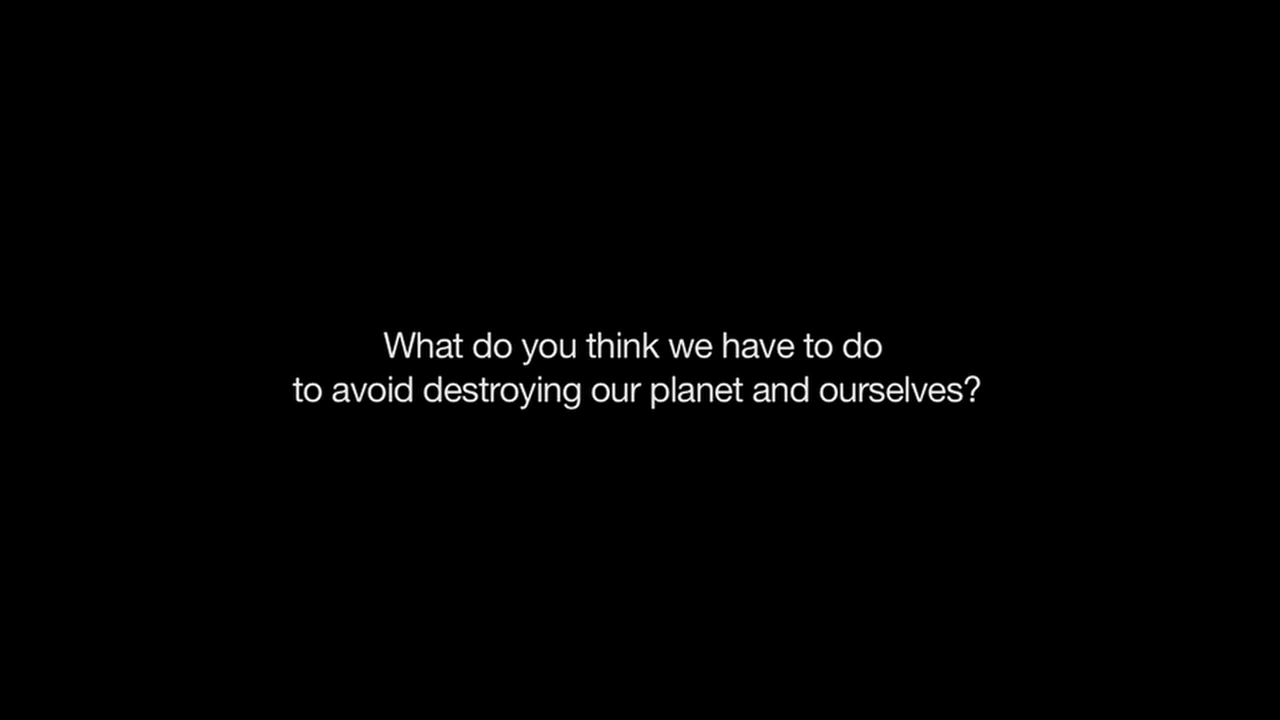 What do you think we have to do
to avoid destroying our planet and ourselves?